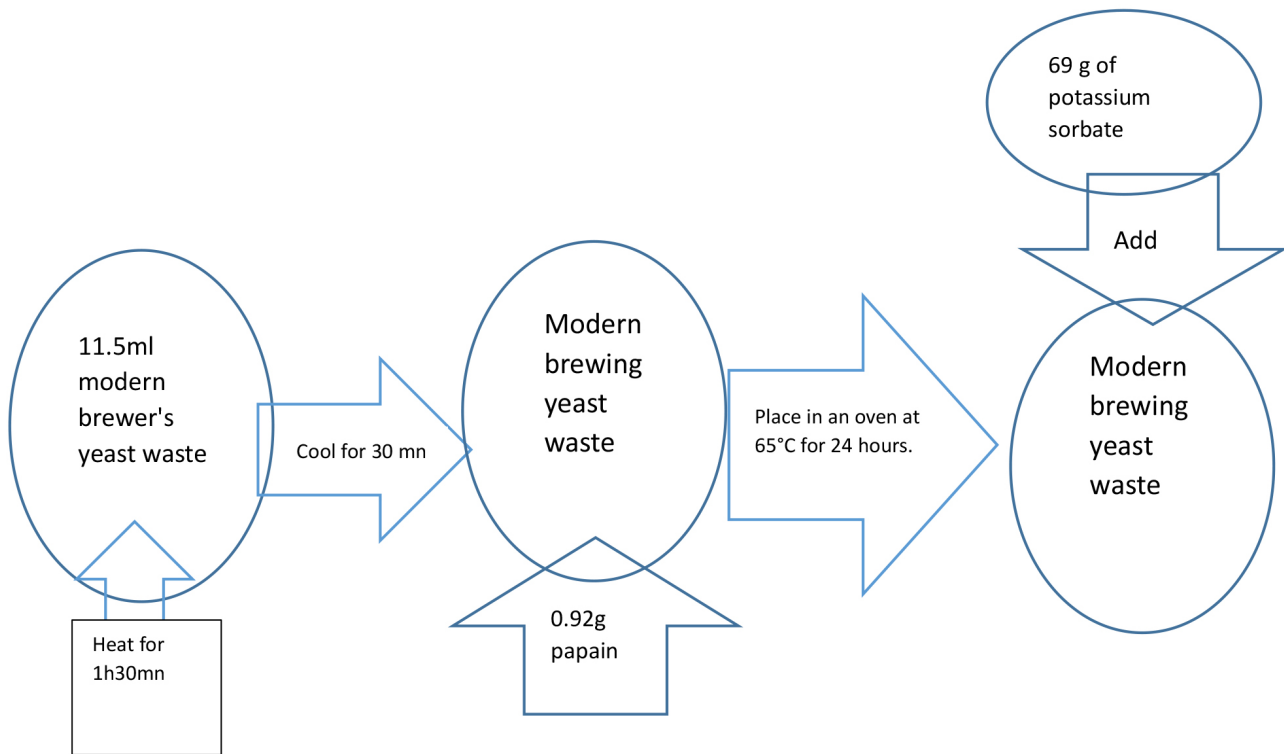 11.5ml
modern
brewer's
yeast waste
Heat for
1h30mn
Cool for 30 mn
Modern
brewing
yeast
waste
0.92g
papain
Place in an oven at
65°C for 24 hours.
69 g of
potassium
sorbate
Add
Modern
brewing
yeast
waste